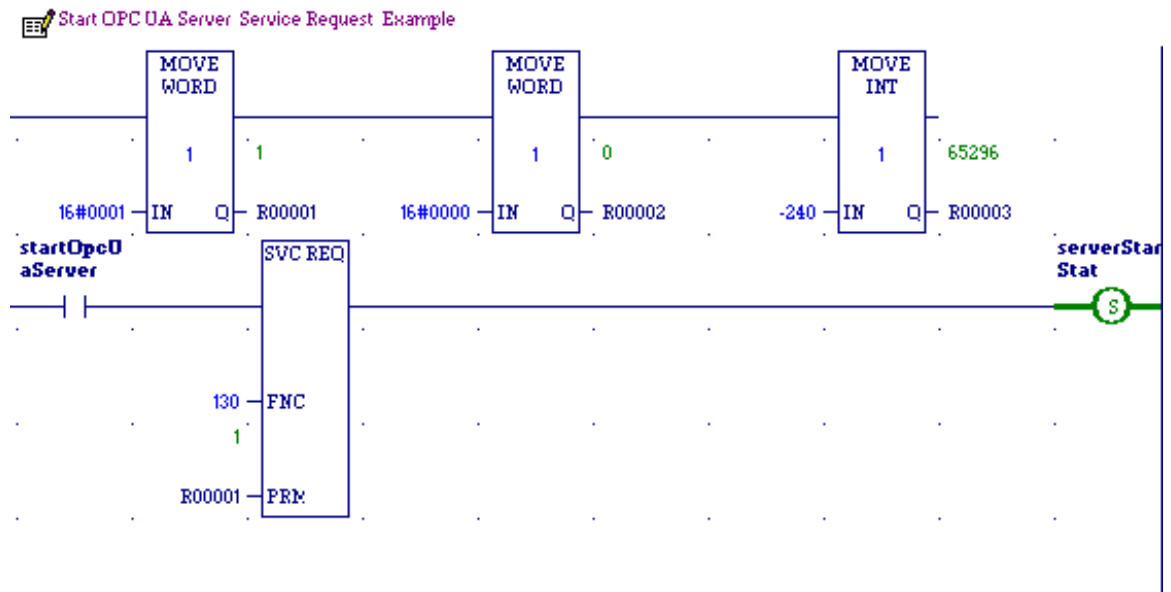 Start OPC UA Server Service Request Example
MOVE WORD
MOVE WORD
MOVE INT
1 1
1 0
1 65296
16#0001 IN Q R00001
16#0000 IN Q R00002
-240 IN Q R00003
startOpcU
aServer
SVC REQ
serverStar
Stat
S
130 FNC
1
R00001 PRM